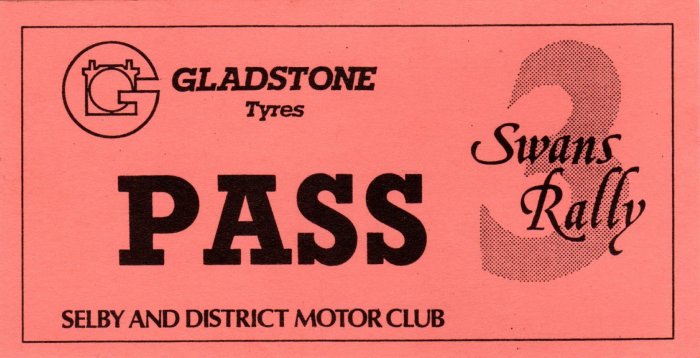 GLADSTONE
Tyres
3
Swans
Rally
PASS
SELBY AND DISTRICT MOTOR CLUB